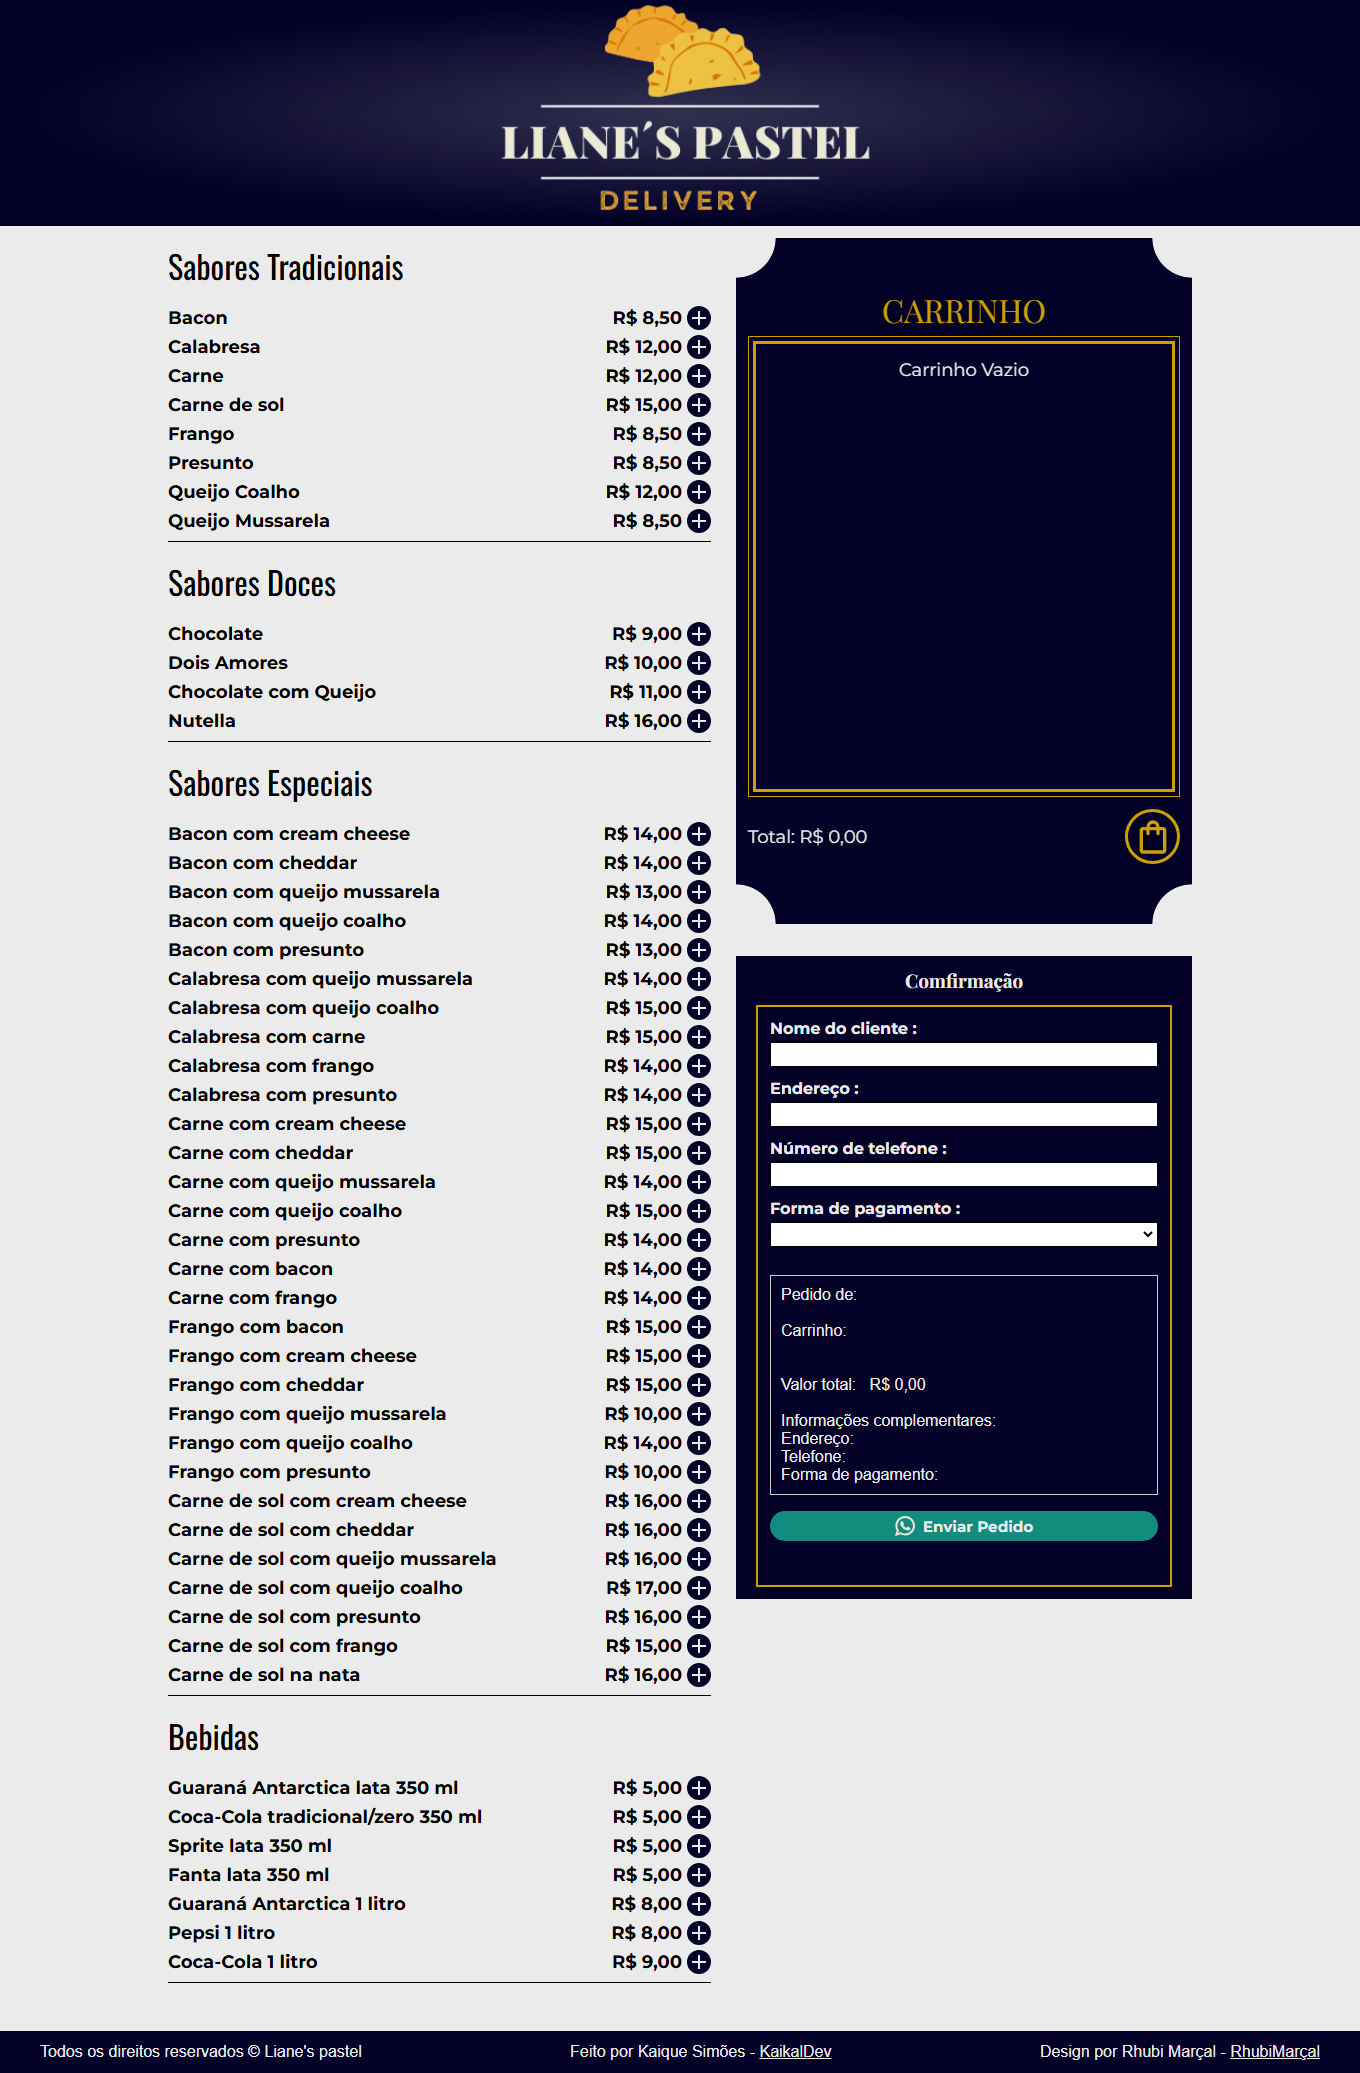 LIANE´S PASTEL
DELIVERY
Sabores Tradicionais
Bacon R$ 8,50
Calabresa R$ 12,00
Carne R$ 12,00
Carne de sol R$ 15,00
Frango R$ 8,50
Presunto R$ 8,50
Queijo Coalho R$ 12,00
Queijo Mussarela R$ 8,50
Sabores Doces
Chocolate R$ 9,00
Dois Amores R$ 10,00
Chocolate com Queijo R$ 11,00
Nutella R$ 16,00
Sabores Especiais
Bacon com cream cheese R$ 14,00
Bacon com cheddar R$ 14,00
Bacon com queijo mussarela R$ 13,00
Bacon com queijo coalho R$ 14,00
Bacon com presunto R$ 13,00
Calabresa com queijo mussarela R$ 14,00
Calabresa com queijo coalho R$ 15,00
Calabresa com carne R$ 15,00
Calabresa com frango R$ 14,00
Calabresa com presunto R$ 14,00
Carne com cream cheese R$ 15,00
Carne com cheddar R$ 15,00
Carne com queijo mussarela R$ 14,00
Carne com queijo coalho R$ 15,00
Carne com presunto R$ 14,00
Carne com bacon R$ 14,00
Carne com frango R$ 14,00
Frango com bacon R$ 15,00
Frango com cream cheese R$ 15,00
Frango com cheddar R$ 15,00
Frango com queijo mussarela R$ 10,00
Frango com queijo coalho R$ 14,00
Frango com presunto R$ 10,00
Carne de sol com cream cheese R$ 16,00
Carne de sol com cheddar R$ 16,00
Carne de sol com queijo mussarela R$ 16,00
Carne de sol com queijo coalho R$ 17,00
Carne de sol com presunto R$ 16,00
Carne de sol com frango R$ 15,00
Carne de sol na nata R$ 16,00
Bebidas
Guaraná Antarctica lata 350 ml R$ 5,00
Coca-Cola tradicional/zero 350 ml R$ 5,00
Sprite lata 350 ml R$ 5,00
Fanta lata 350 ml R$ 5,00
Guaraná Antarctica 1 litro R$ 8,00
Pepsi 1 litro R$ 8,00
Coca-Cola 1 litro R$ 9,00
CARRINHO
Carrinho Vazio
Total: R$ 0,00
Comfirmação
Nome do cliente :
Endereço :
Número de telefone :
Forma de pagamento :
Pedido de:
Carrinho:
Valor total: R$ 0,00
Informações complementares:
Endereço:
Telefone:
Forma de pagamento:
Enviar Pedido
Todos os direitos reservados © Liane's pastel
Feito por Kaique Simões - KaikalDev
Design por Rhubi Marçal - RhubiMarçal